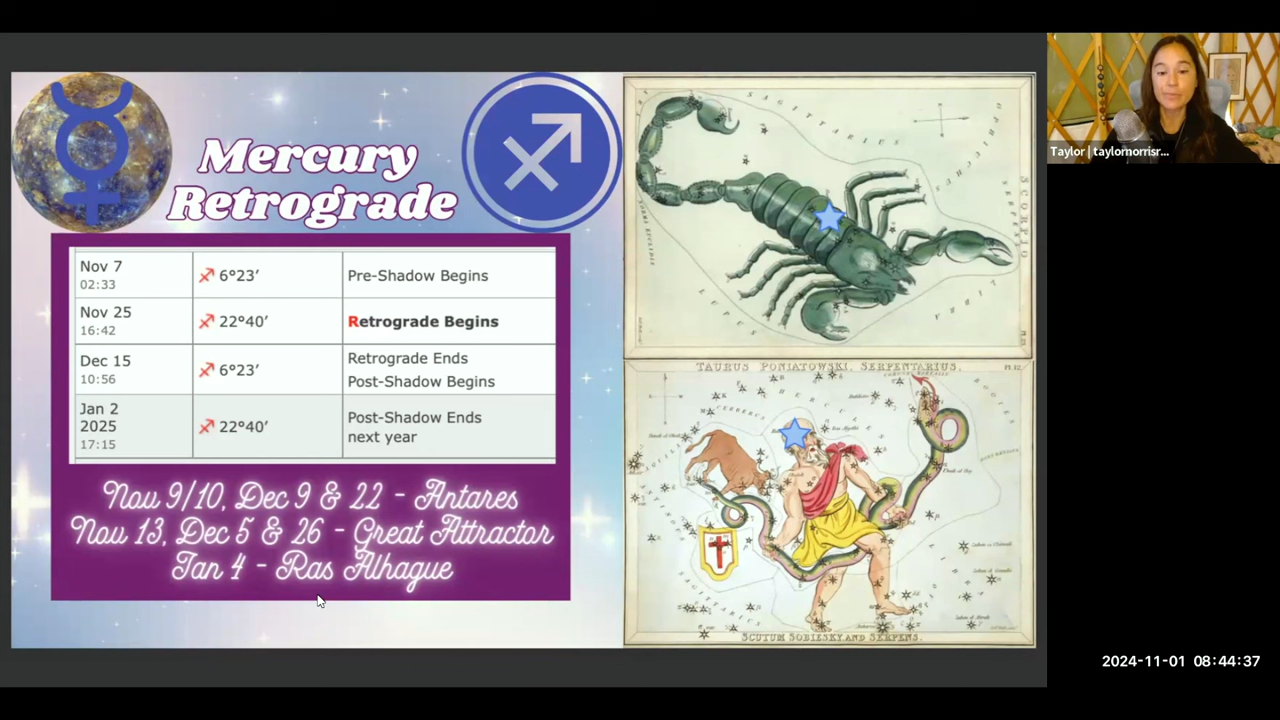 Mercury
Retrograde
Nov 7
02:33
6°23′
Pre-Shadow Begins
Nov 25
16:42
22°40′
Retrograde Begins
Dec 15
10:56
6°23′
Retrograde Ends
Post-Shadow Begins
Jan 2
2025
17:15
22°40′
Post-Shadow Ends
next year
Nov 9/10, Dec 9 & 22 - Antares
Nov 13, Dec 5 & 26 - Great Attractor
Jan 4 - Ras Alhague
SAGITTARIUS
OPHIUCHUS
SCORPIO
LIBRA
LUPUS
TAURUS PONIATOWSKI, SERPENTARIUS,
SCUTUM SOBIESKY, AND SERPENS.
Taylor | taylornorrisr...
2024-11-01 08:44:37